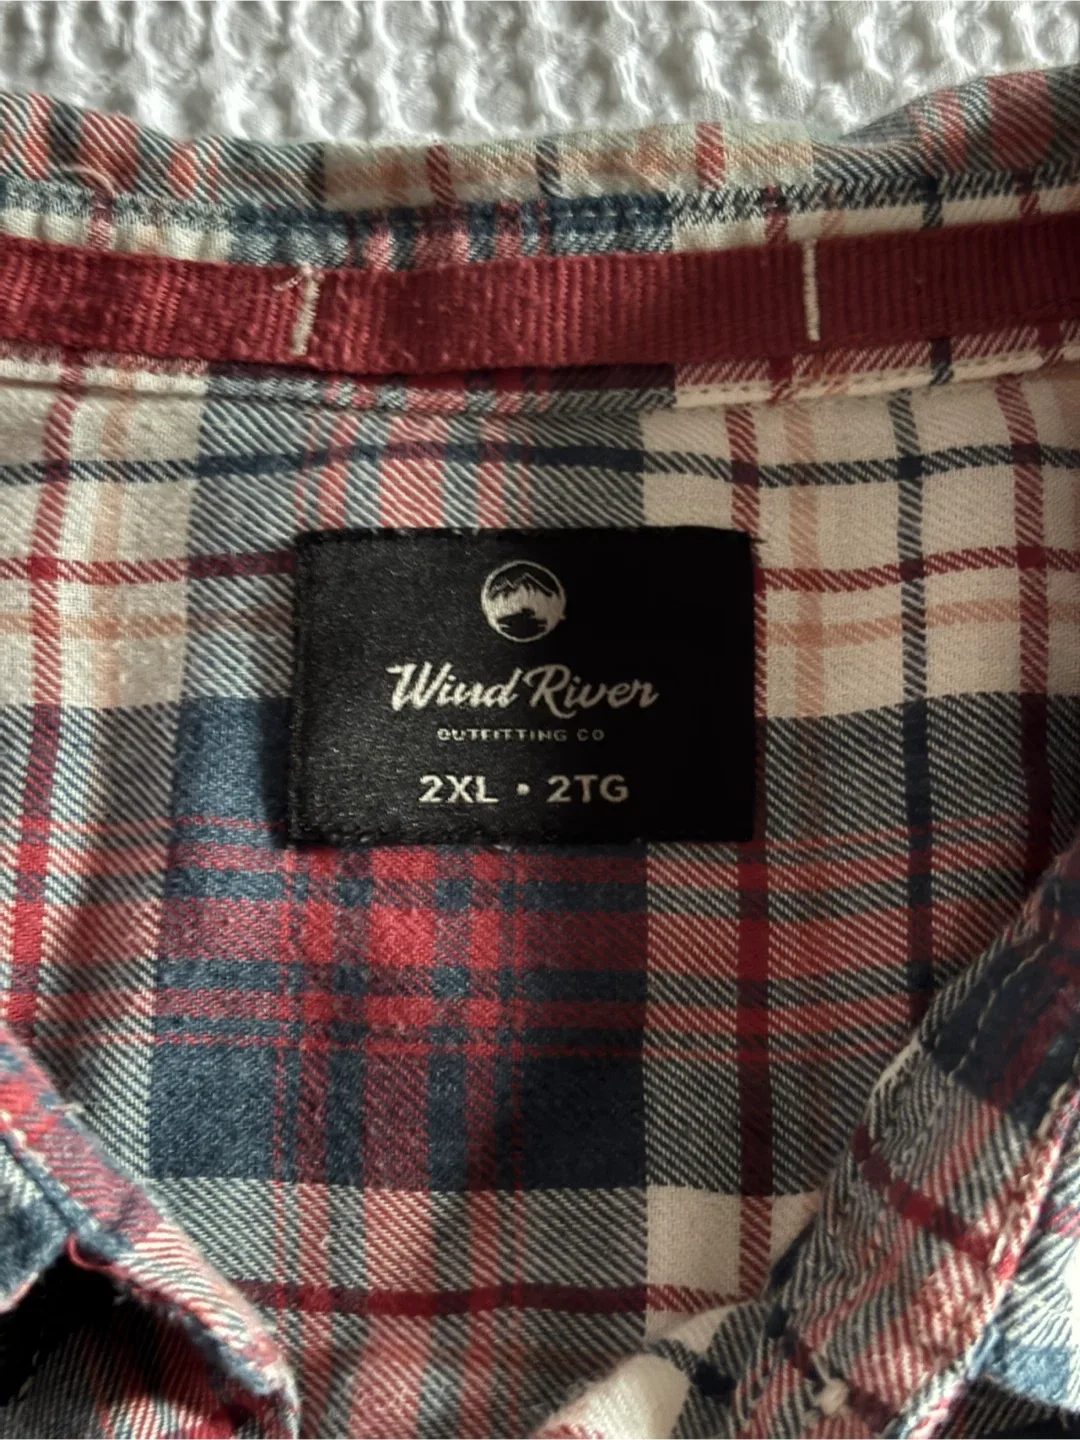 Wind River
OUTFITTING CO
2XL • 2TG